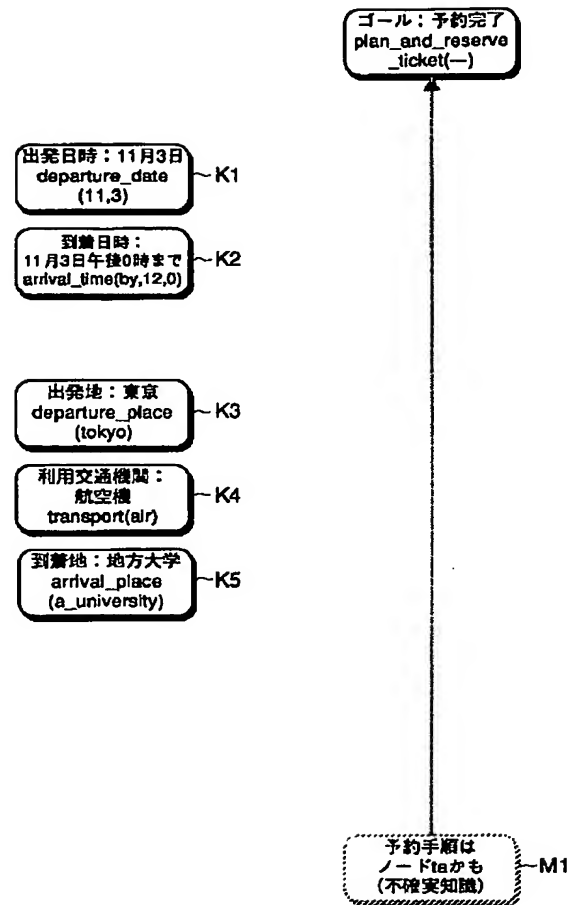 ゴール：予約完了
plan_and_reserve
_ticket(—)
出発日時：11月3日
departure_date
(11,3)
K1
到着日時：
11月3日午後0時まで
arrival_time(by,12,0)
K2
出発地：東京
departure_place
(tokyo)
K3
利用交通機関：
航空機
transport(air)
K4
到着地：地方大学
arrival_place
(a_university)
K5
予約手順は
ノードtaかも
(不確実知識)
M1